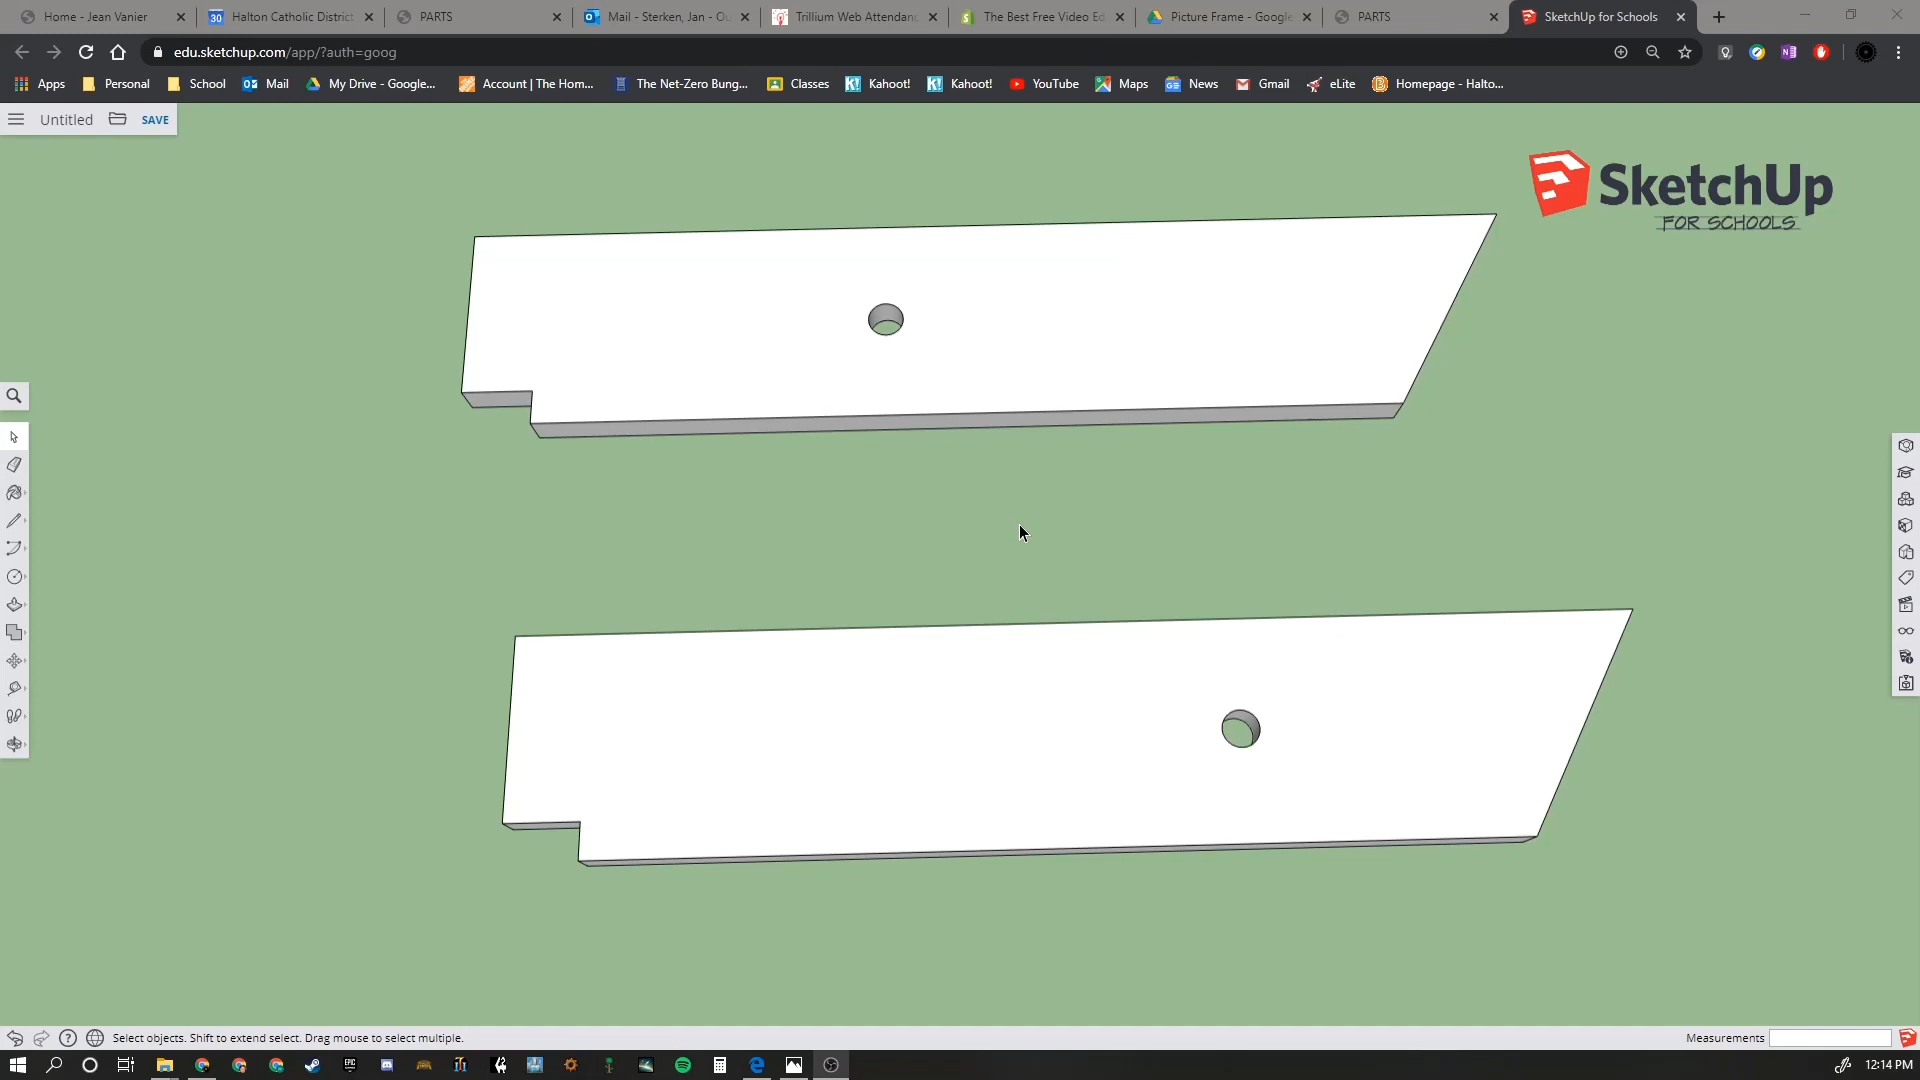 Home - Jean Vanier
Halton Catholic District
PARTS
Mail - Sterken, Jan - Ou
Trillium Web Attendanc
The Best Free Video Ed
Picture Frame - Google
PARTS
SketchUp for Schools
edu.sketchup.com/app/?auth=goog
Apps
Personal
School
Mail
My Drive - Google...
Account | The Hom...
The Net-Zero Bung...
Classes
Kahoot!
Kahoot!
YouTube
Maps
News
Gmail
eLite
Homepage - Halto...
Untitled
SAVE
SketchUp
FOR SCHOOLS
Select objects. Shift to extend select. Drag mouse to select multiple.
Measurements
12:14 PM